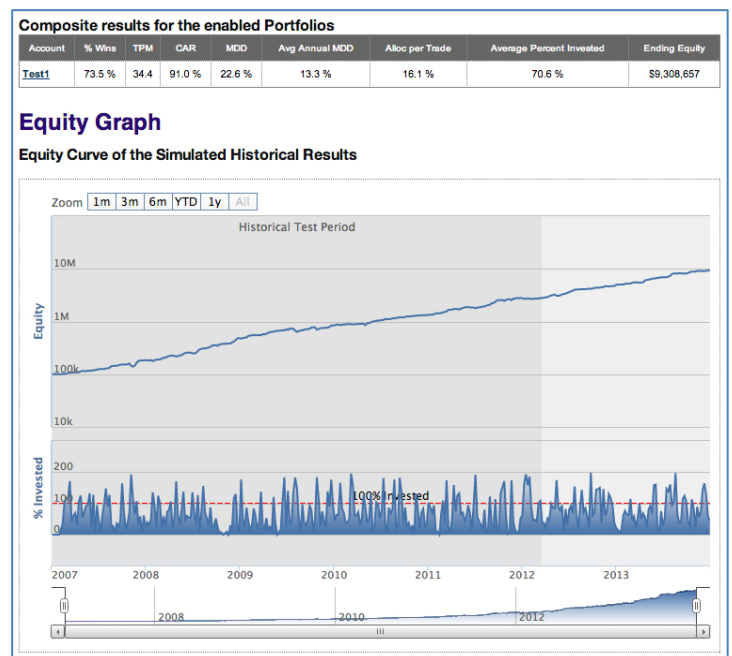 Composite results for the enabled Portfolios
Account % Wins TPM CAR MDD Avg Annual MDD Alloc per Trade Average Percent Invested Ending Equity
Test1 73.5 % 34.4 91.0 % 22.6 % 13.3 % 16.1 % 70.6 % $9,308,657
Equity Graph
Equity Curve of the Simulated Historical Results
Zoom 1m 3m 6m YTD 1y All
Historical Test Period
10M
1M
100k
10k
Equity
200
100
0
100% Invested
% Invested
2007 2008 2009 2010 2011 2012 2013
2008 2010 2012